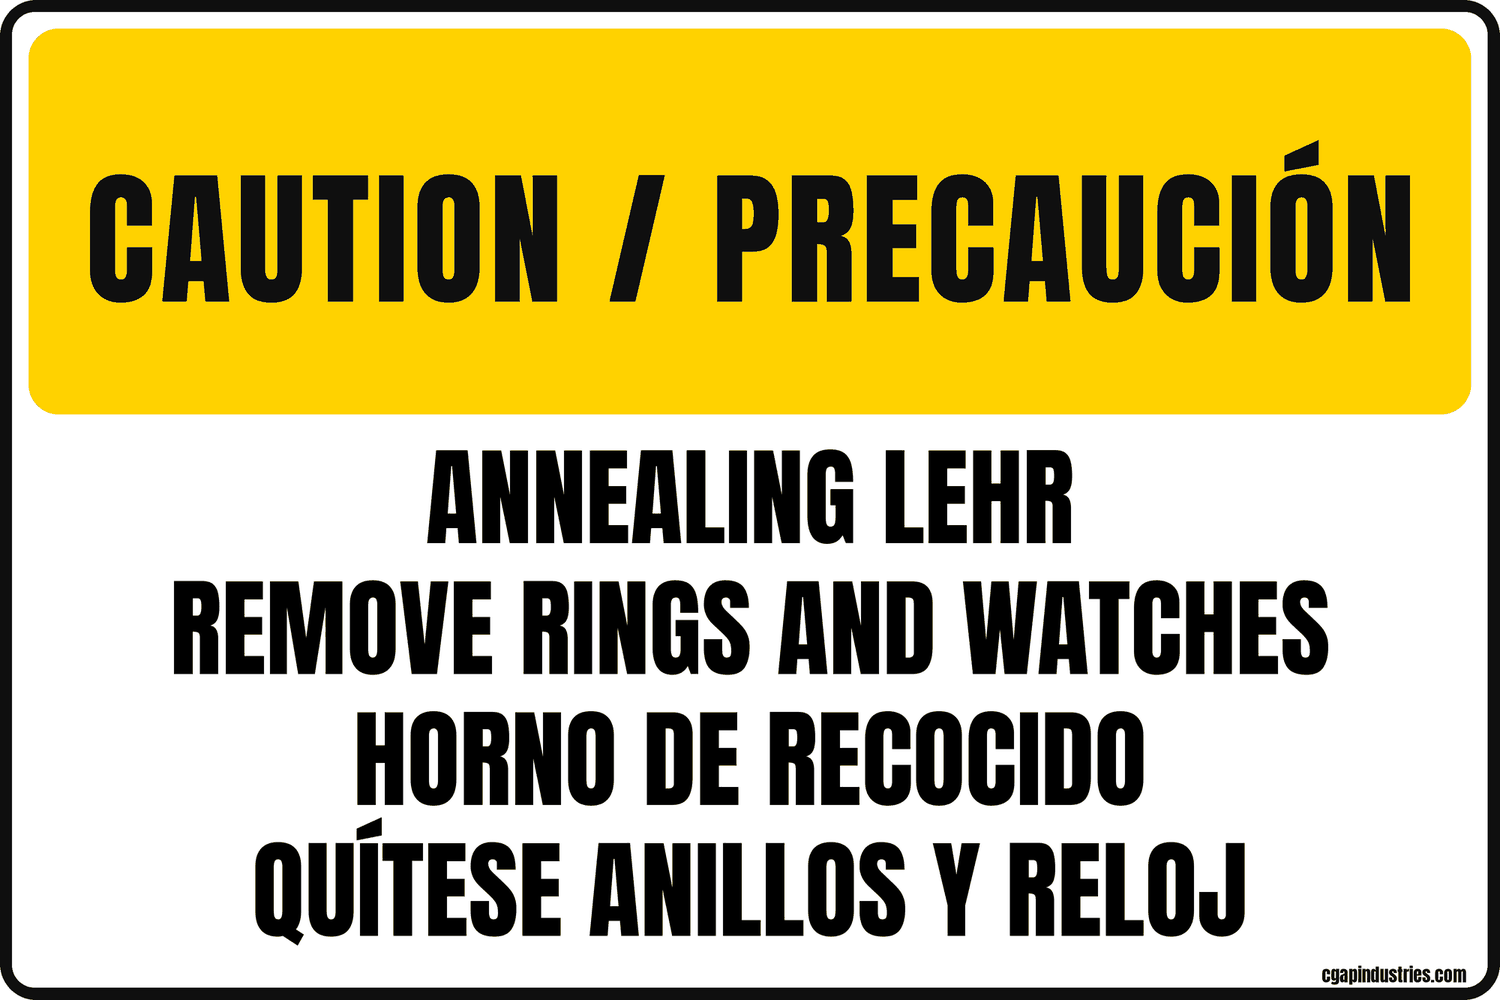 CAUTION / PRECAUCIÓN
ANNEALING LEHR
REMOVE RINGS AND WATCHES
HORNO DE RECOCIDO
QUÍTESE ANILLOS Y RELOJ
cgapindustries.com